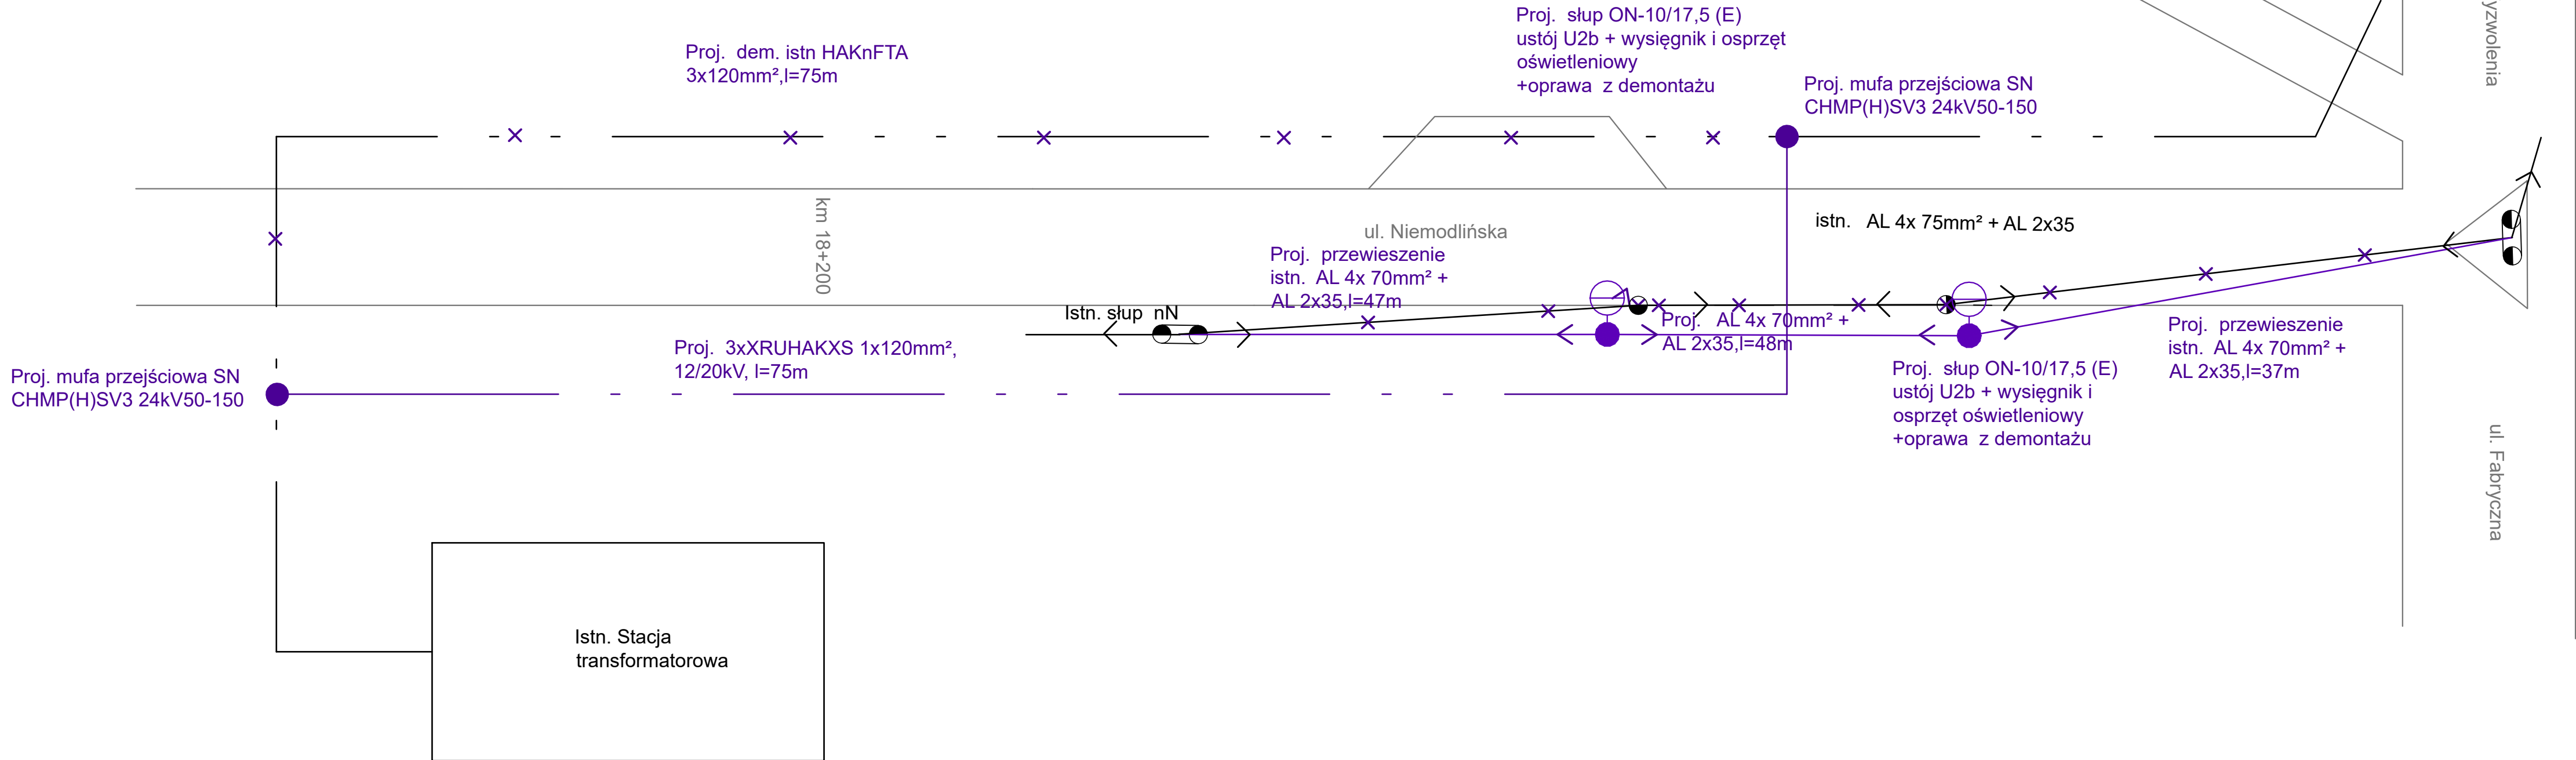 Proj. słup ON-10/17,5 (E)
ustój U2b + wysięgnik i osprzęt
oświetleniowy
+oprawa z demontażu
Proj. dem. istn HAKnFTA
3x120mm²,l=75m
Proj. mufa przejściowa SN
CHMP(H)SV3 24kV50-150
yzwolenia
km 18+200
ul. Niemodlińska
istn. AL 4x 75mm² + AL 2x35
Proj. przewieszenie
istn. AL 4x 70mm² +
AL 2x35,l=47m
Istn. słup nN
Proj. AL 4x 70mm² +
AL 2x35,l=48m
Proj. przewieszenie
istn. AL 4x 70mm² +
AL 2x35,l=37m
Proj. 3xXRUHAKXS 1x120mm²,
12/20kV, l=75m
Proj. mufa przejściowa SN
CHMP(H)SV3 24kV50-150
Proj. słup ON-10/17,5 (E)
ustój U2b + wysięgnik i
osprzęt oświetleniowy
+oprawa z demontażu
ul. Fabryczna
Istn. Stacja
transformatorowa